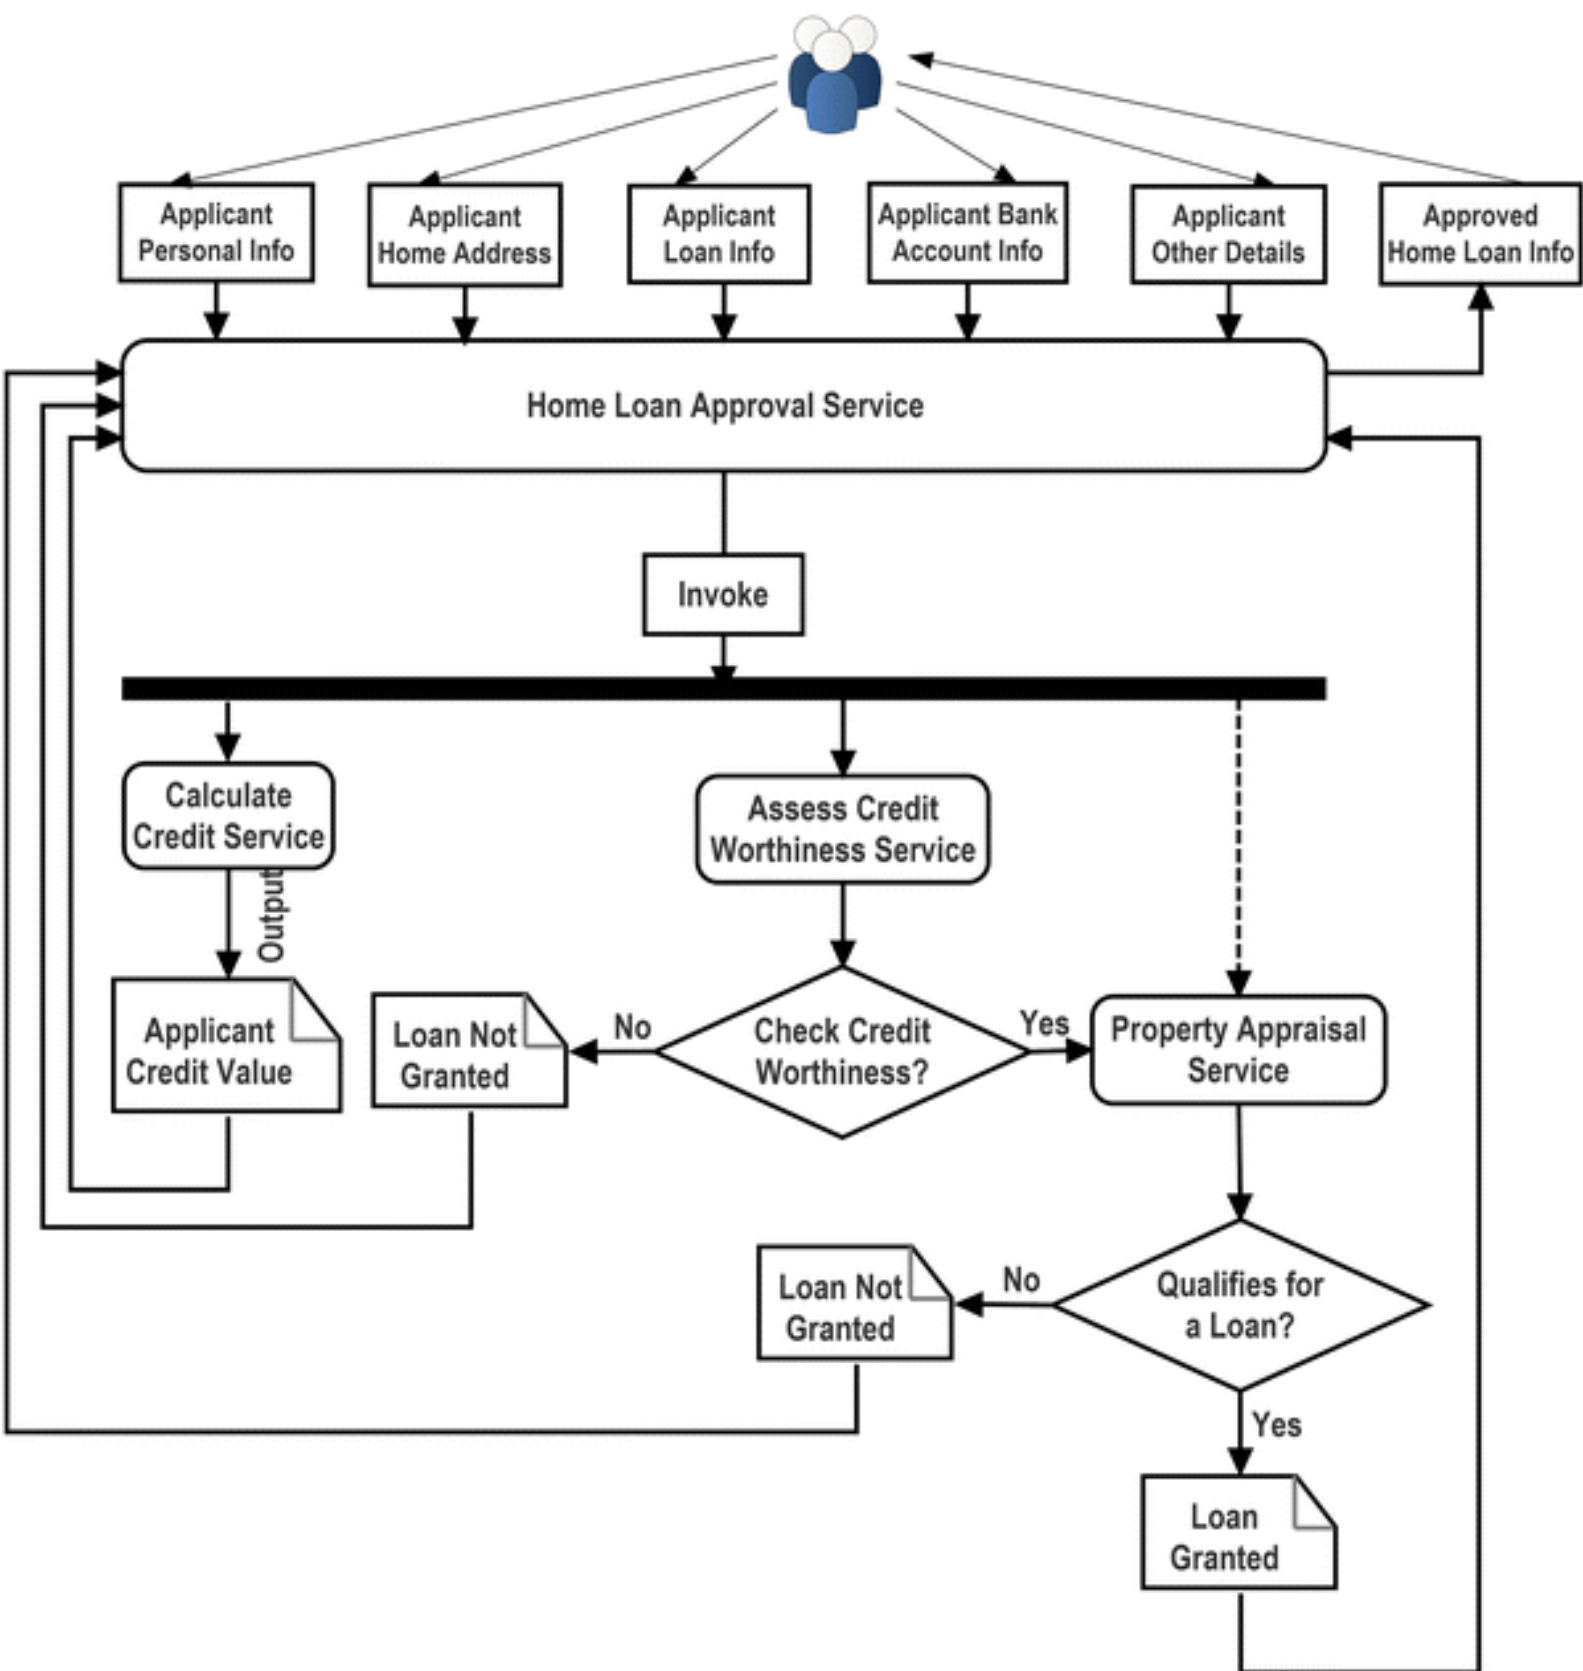 Applicant
Personal Info
Applicant
Home Address
Applicant
Loan Info
Applicant Bank
Account Info
Applicant
Other Details
Approved
Home Loan Info
Home Loan Approval Service
Invoke
Calculate
Credit Service
Assess Credit
Worthiness Service
Output
Applicant
Credit Value
Loan Not
Granted
No
Check Credit
Worthiness?
Yes
Property Appraisal
Service
Loan Not
Granted
No
Qualifies for
a Loan?
Yes
Loan
Granted